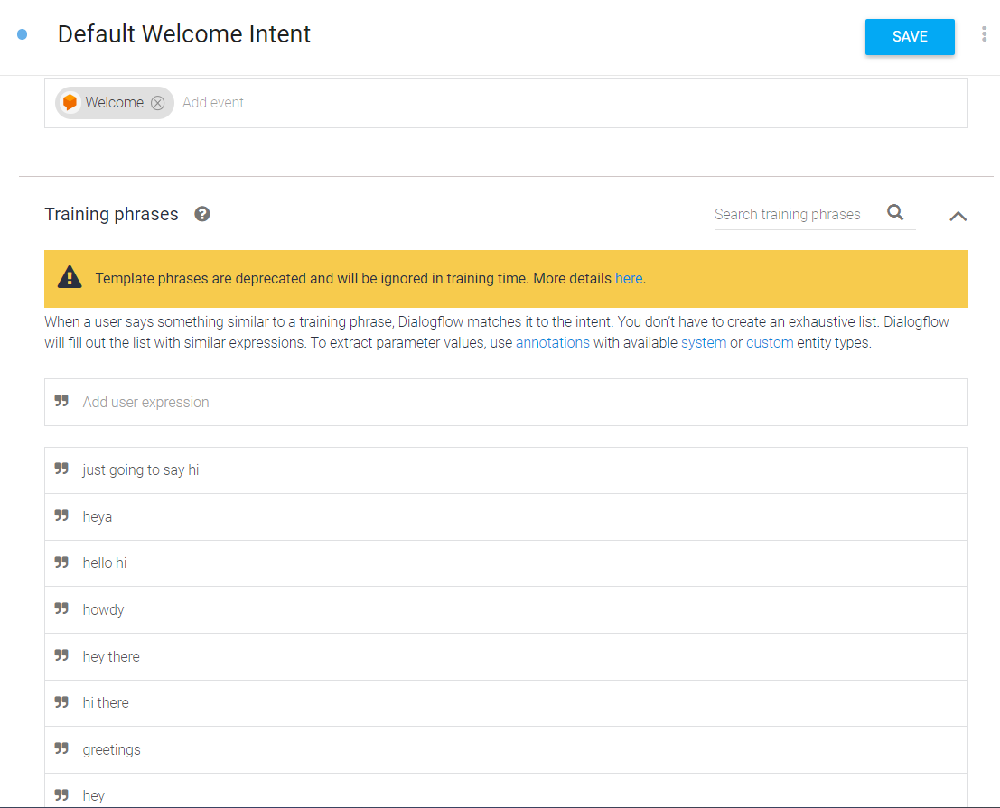 Default Welcome Intent
SAVE
Welcome Add event
Training phrases
Search training phrases
Template phrases are deprecated and will be ignored in training time. More details here.
When a user says something similar to a training phrase, Dialogflow matches it to the intent. You don't have to create an exhaustive list. Dialogflow
will fill out the list with similar expressions. To extract parameter values, use annotations with available system or custom entity types.
Add user expression
just going to say hi
heya
hello hi
howdy
hey there
hi there
greetings
hey